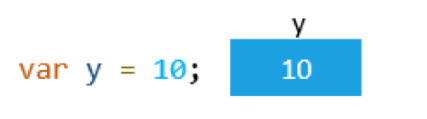 y
var y = 10;
10